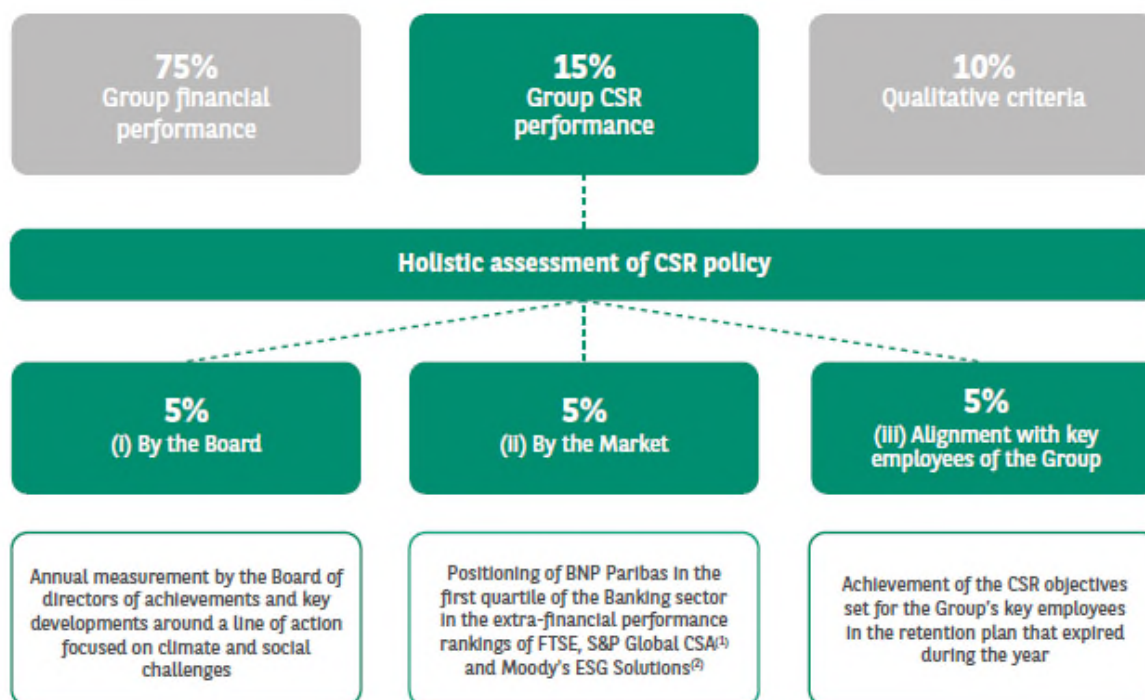 75%
Group financial
performance
15%
Group CSR
performance
10%
Qualitative criteria
Holistic assessment of CSR policy
5%
(i) By the Board
5%
(ii) By the Market
5%
(iii) Alignment with key
employees of the Group
Annual measurement by the Board of
directors of achievements and key
developments around a line of action
focused on climate and social
challenges
Positioning of BNP Paribas in the
first quartile of the Banking sector
in the extra-financial performance
rankings of FTSE, S&P Global CSA(1)
and Moody's ESG Solutions(2)
Achievement of the CSR objectives
set for the Group's key employees
in the retention plan that expired
during the year